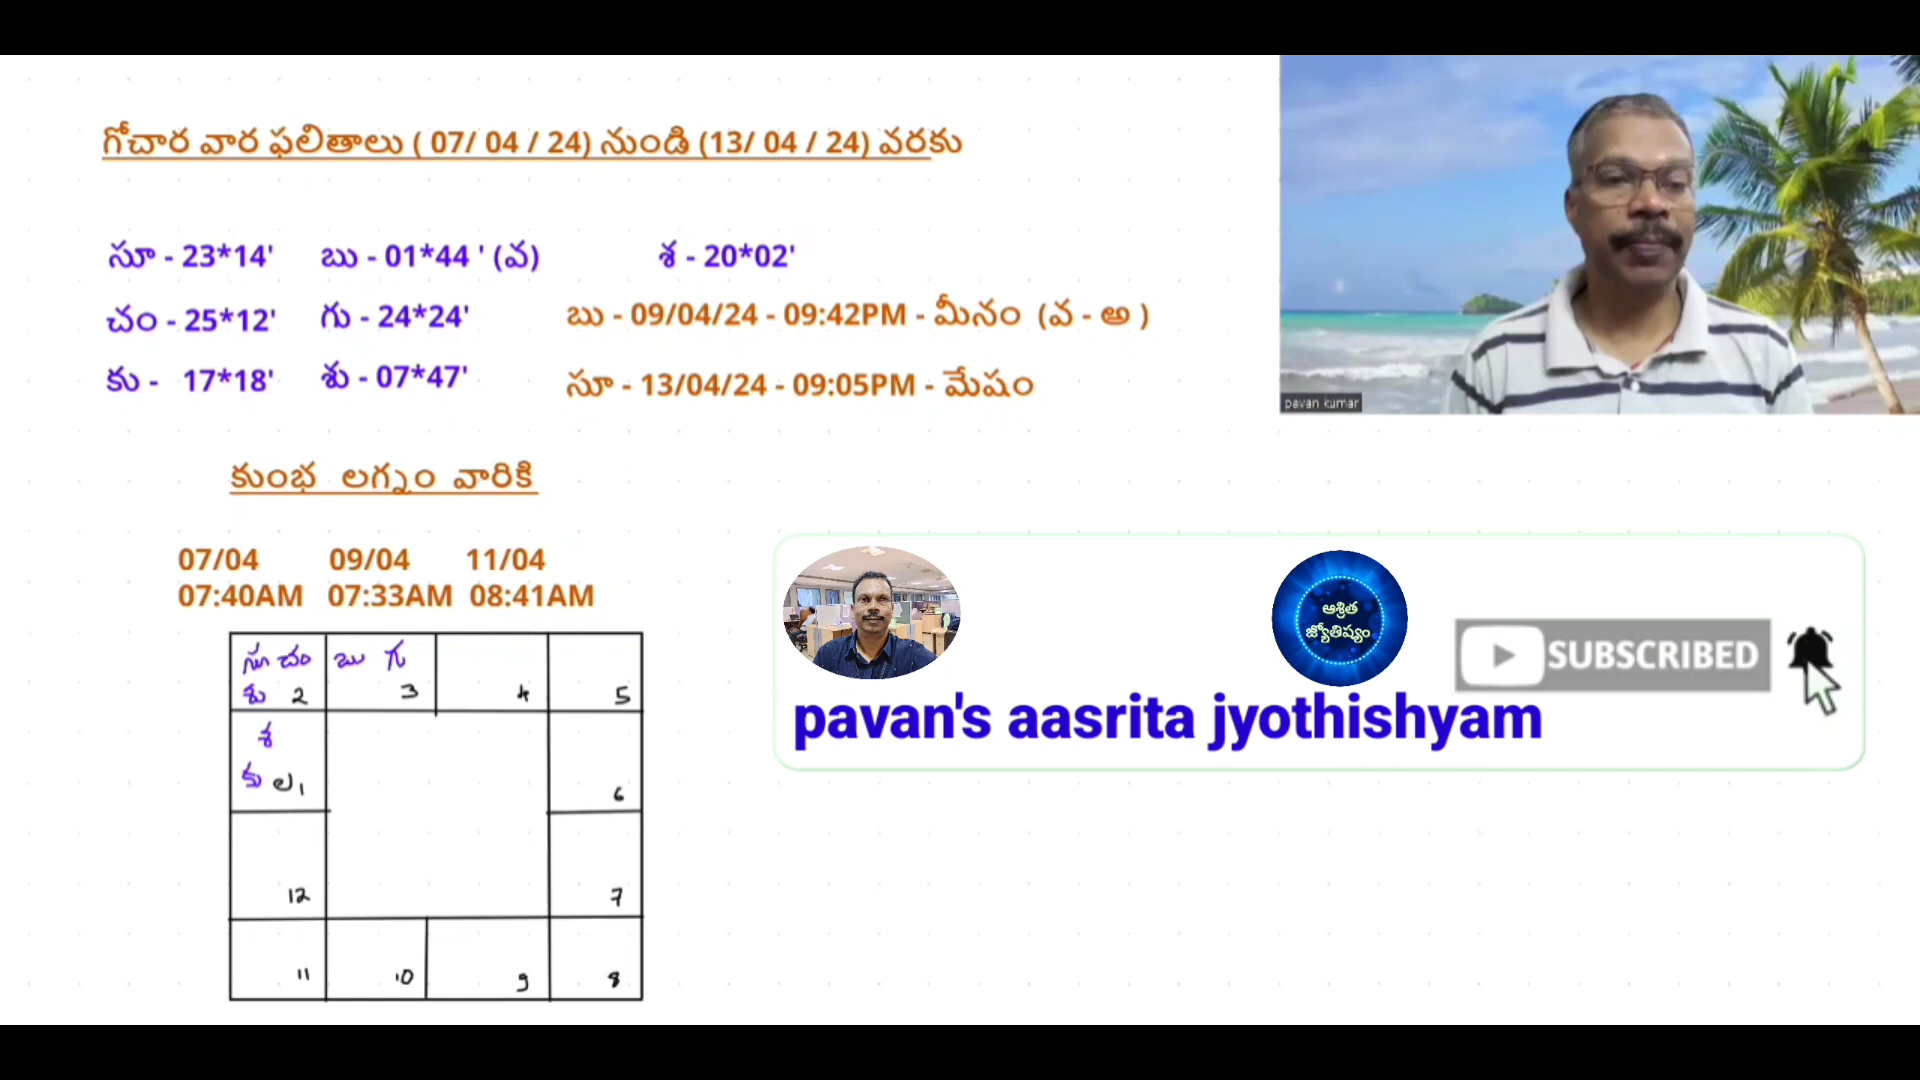 గోచార వార ఫలితాలు ( 07/ 04 / 24) నుండి (13/ 04 / 24) వరకు
సూ - 23*14' బు - 01*44 ' (వ) శ - 20*02'
చం - 25*12' గు - 24*24' బు - 09/04/24 - 09:42PM - మీనం (వ - అ )
కు - 17*18' శు - 07*47' సూ - 13/04/24 - 09:05PM - మేషం
pavan kumar
కుంభ లగ్నం వారికి
07/04 09/04 11/04
07:40AM 07:33AM 08:41AM
సూ చం బు గు
శు 2 3 4 5
శ
కు ల 1 6
12 7
11 10 9 8
ఆశ్రిత
జ్యోతిష్యం
SUBSCRIBED
pavan's aasrita jyothishyam